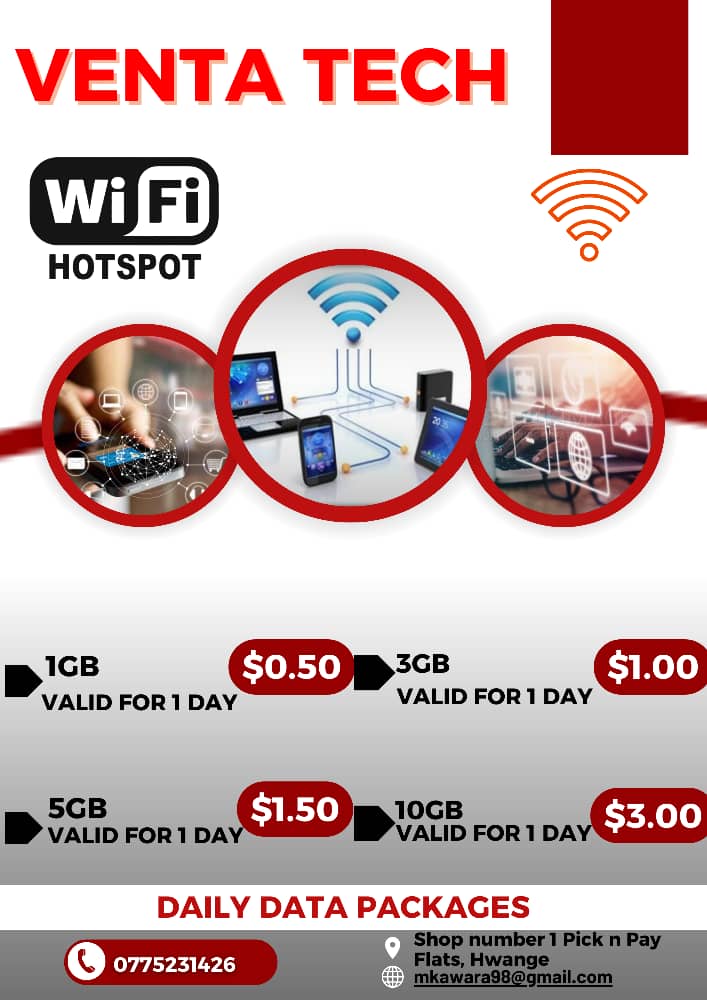 VENTA TECH
Wi Fi
HOTSPOT
1GB
VALID FOR 1 DAY
$0.50
3GB
VALID FOR 1 DAY
$1.00
5GB
VALID FOR 1 DAY
$1.50
10GB
VALID FOR 1 DAY
$3.00
DAILY DATA PACKAGES
0775231426
Shop number 1 Pick n Pay
Flats, Hwange
mkawara98@gmail.com